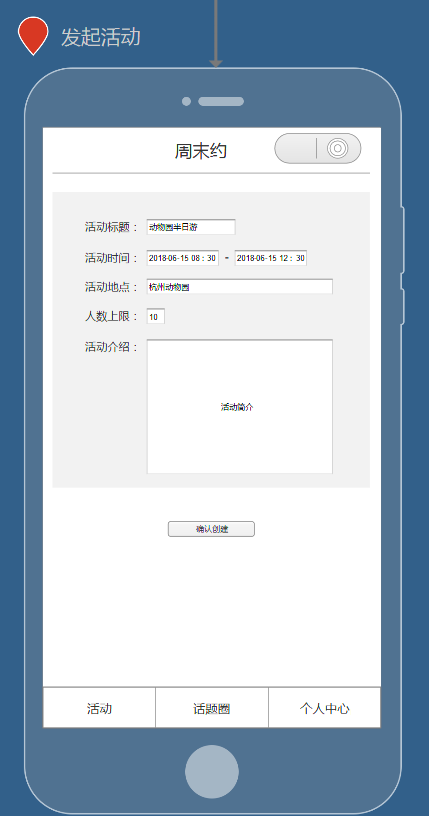 发起活动
周末约
活动标题： 动物园半日游
活动时间： 2018-06-15 08：30 - 2018-06-15 12：30
活动地点： 杭州动物园
人数上限： 10
活动介绍：
活动简介
确认创建
活动 话题圈 个人中心